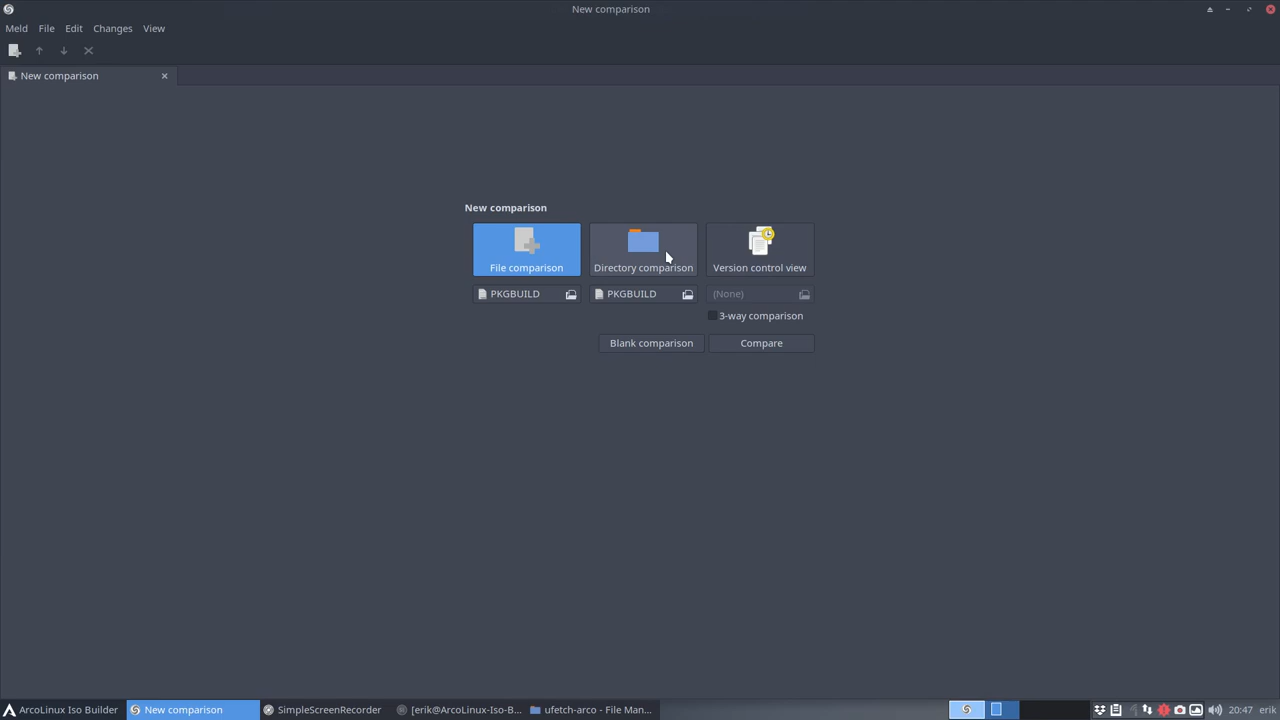 New comparison
Meld File Edit Changes View
New comparison
New comparison
File comparison Directory comparison Version control view
PKGBUILD PKGBUILD (None)
3-way comparison
Blank comparison Compare
ArcoLinux Iso Builder New comparison SimpleScreenRecorder [erik@ArcoLinux-Iso-B... ufetch-arco - File Man... 20:47 erik